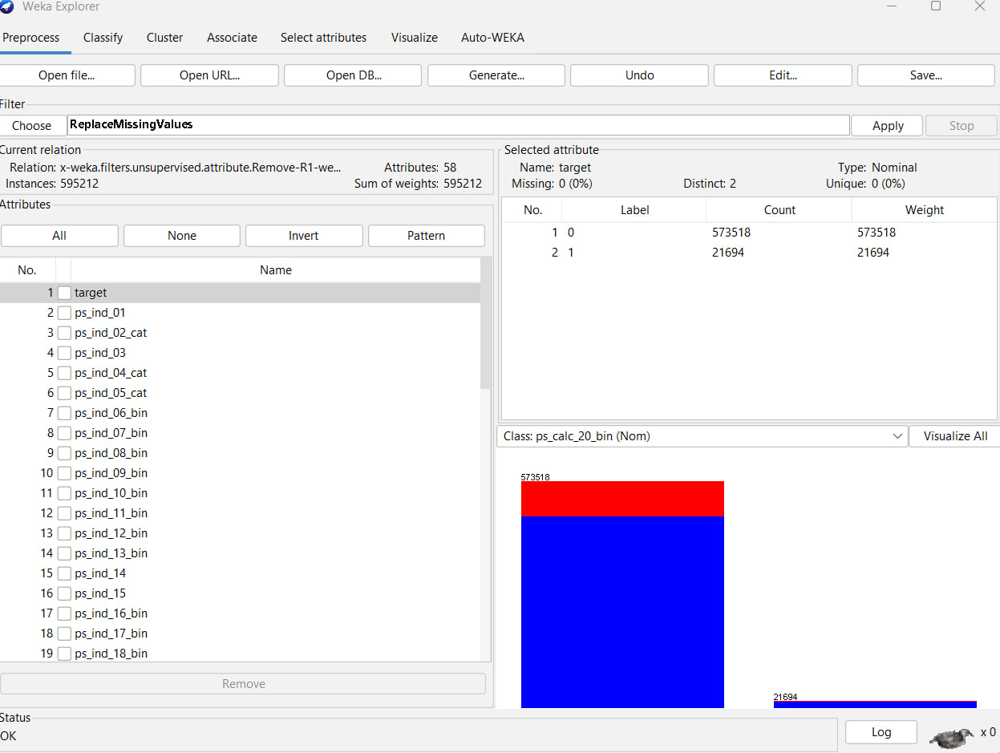 Weka Explorer
Preprocess Classify Cluster Associate Select attributes Visualize Auto-WEKA
Open file... Open URL... Open DB... Generate... Undo Edit... Save...
Filter
Choose ReplaceMissingValues Apply Stop
Current relation
Relation: x-weka.filters.unsupervised.attribute.Remove-R1-we... Attributes: 58
Instances: 595212 Sum of weights: 595212
Attributes
All None Invert Pattern
No. Name
1 target
2 ps_ind_01
3 ps_ind_02_cat
4 ps_ind_03
5 ps_ind_04_cat
6 ps_ind_05_cat
7 ps_ind_06_bin
8 ps_ind_07_bin
9 ps_ind_08_bin
10 ps_ind_09_bin
11 ps_ind_10_bin
12 ps_ind_11_bin
13 ps_ind_12_bin
14 ps_ind_13_bin
15 ps_ind_14
16 ps_ind_15
17 ps_ind_16_bin
18 ps_ind_17_bin
19 ps_ind_18_bin
Remove
Selected attribute
Name: target Type: Nominal
Missing: 0 (0%) Distinct: 2 Unique: 0 (0%)
No. Label Count Weight
1 0 573518 573518
2 1 21694 21694
Class: ps_calc_20_bin (Nom) Visualize All
573518
21694
Status
OK
Log x 0